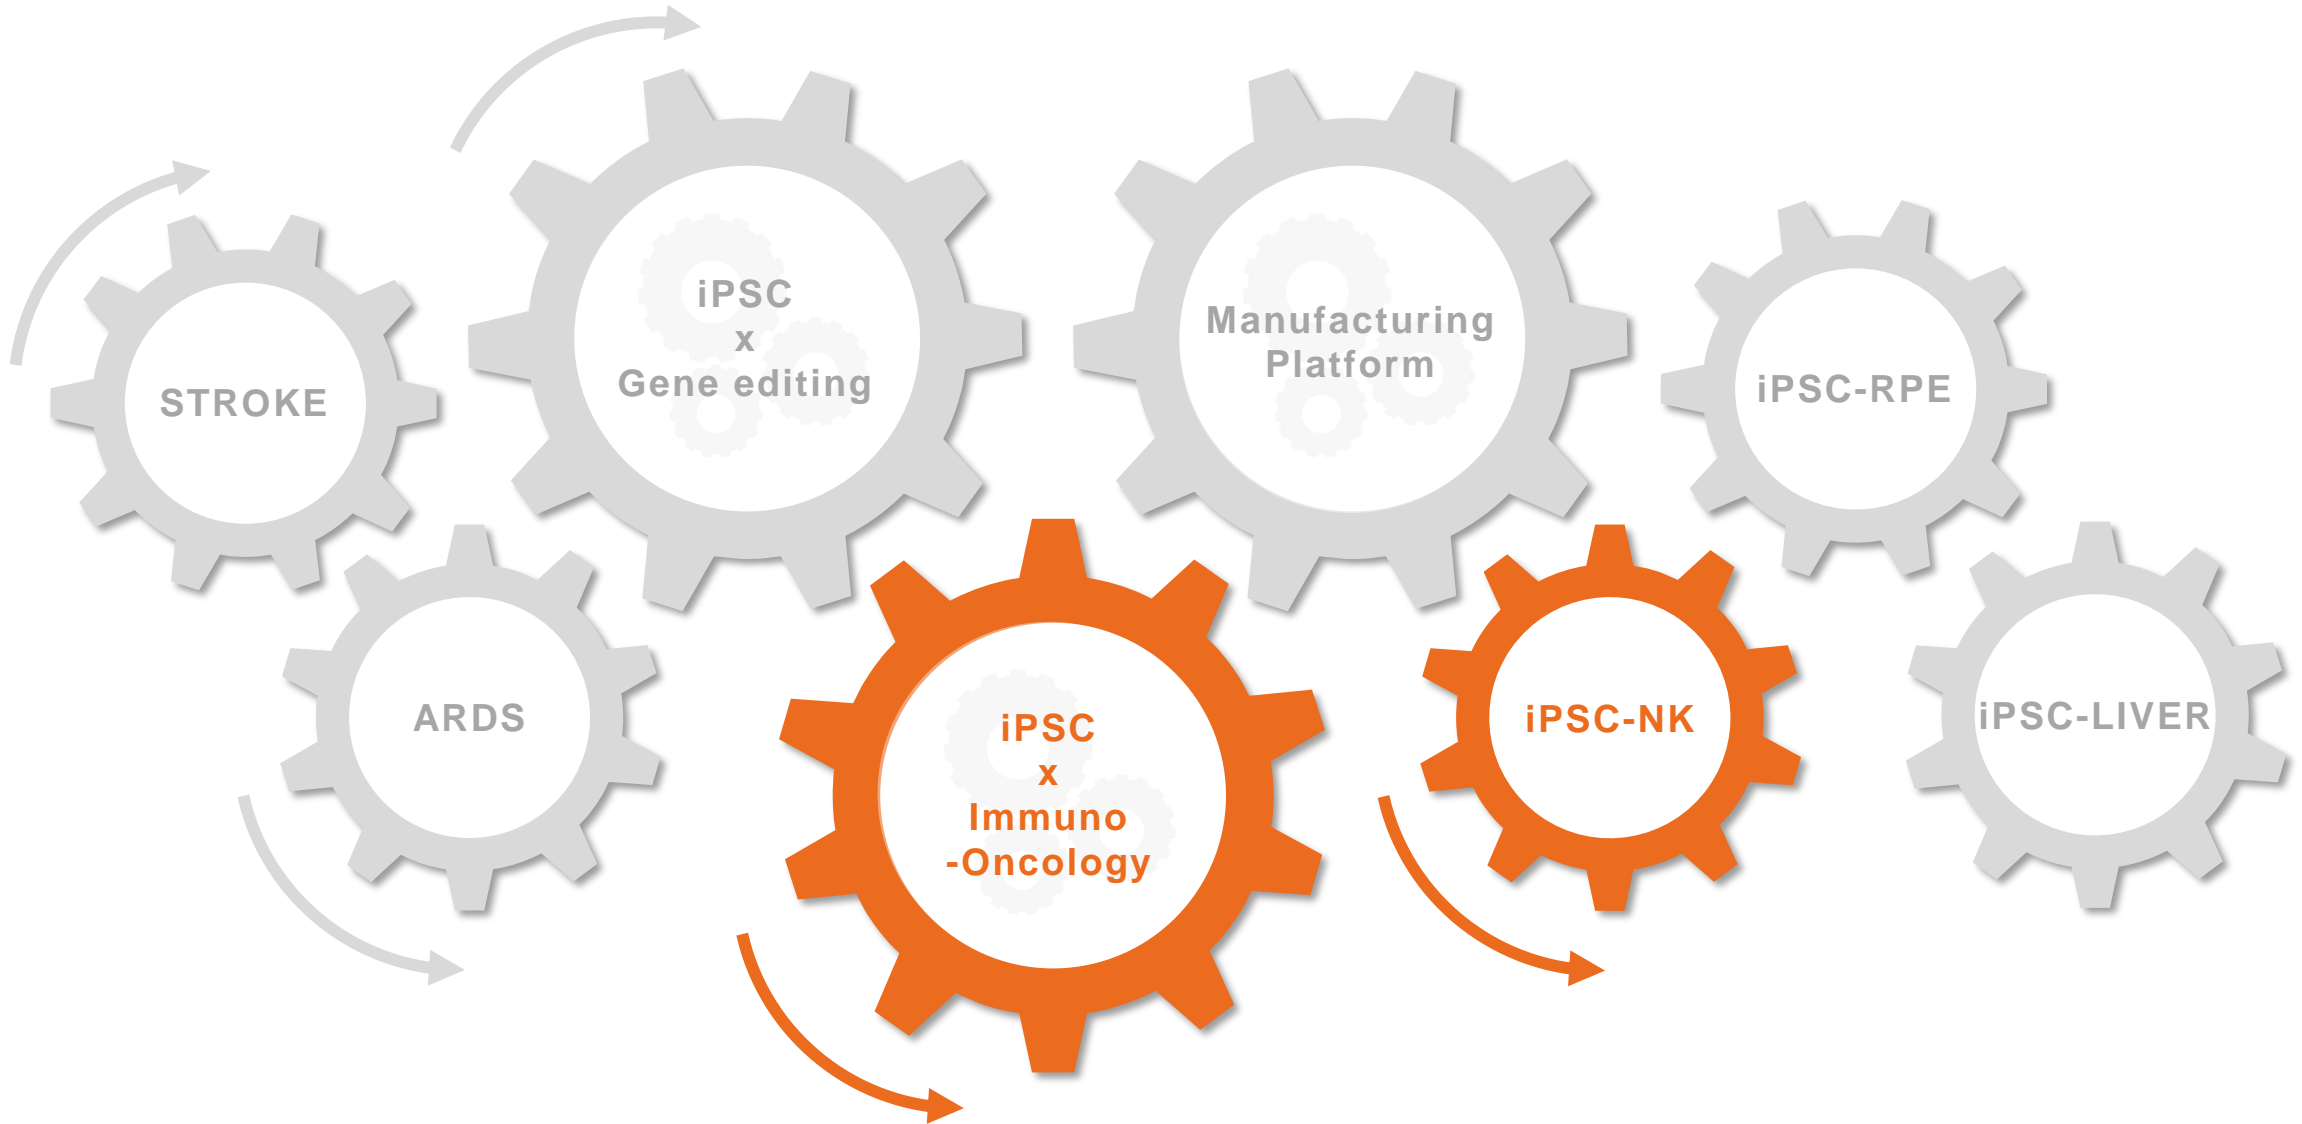 STROKE
iPSC
x
Gene editing
Manufacturing
Platform
iPSC-RPE
ARDS
iPSC
x
Immuno
-Oncology
iPSC-NK
iPSC-LIVER